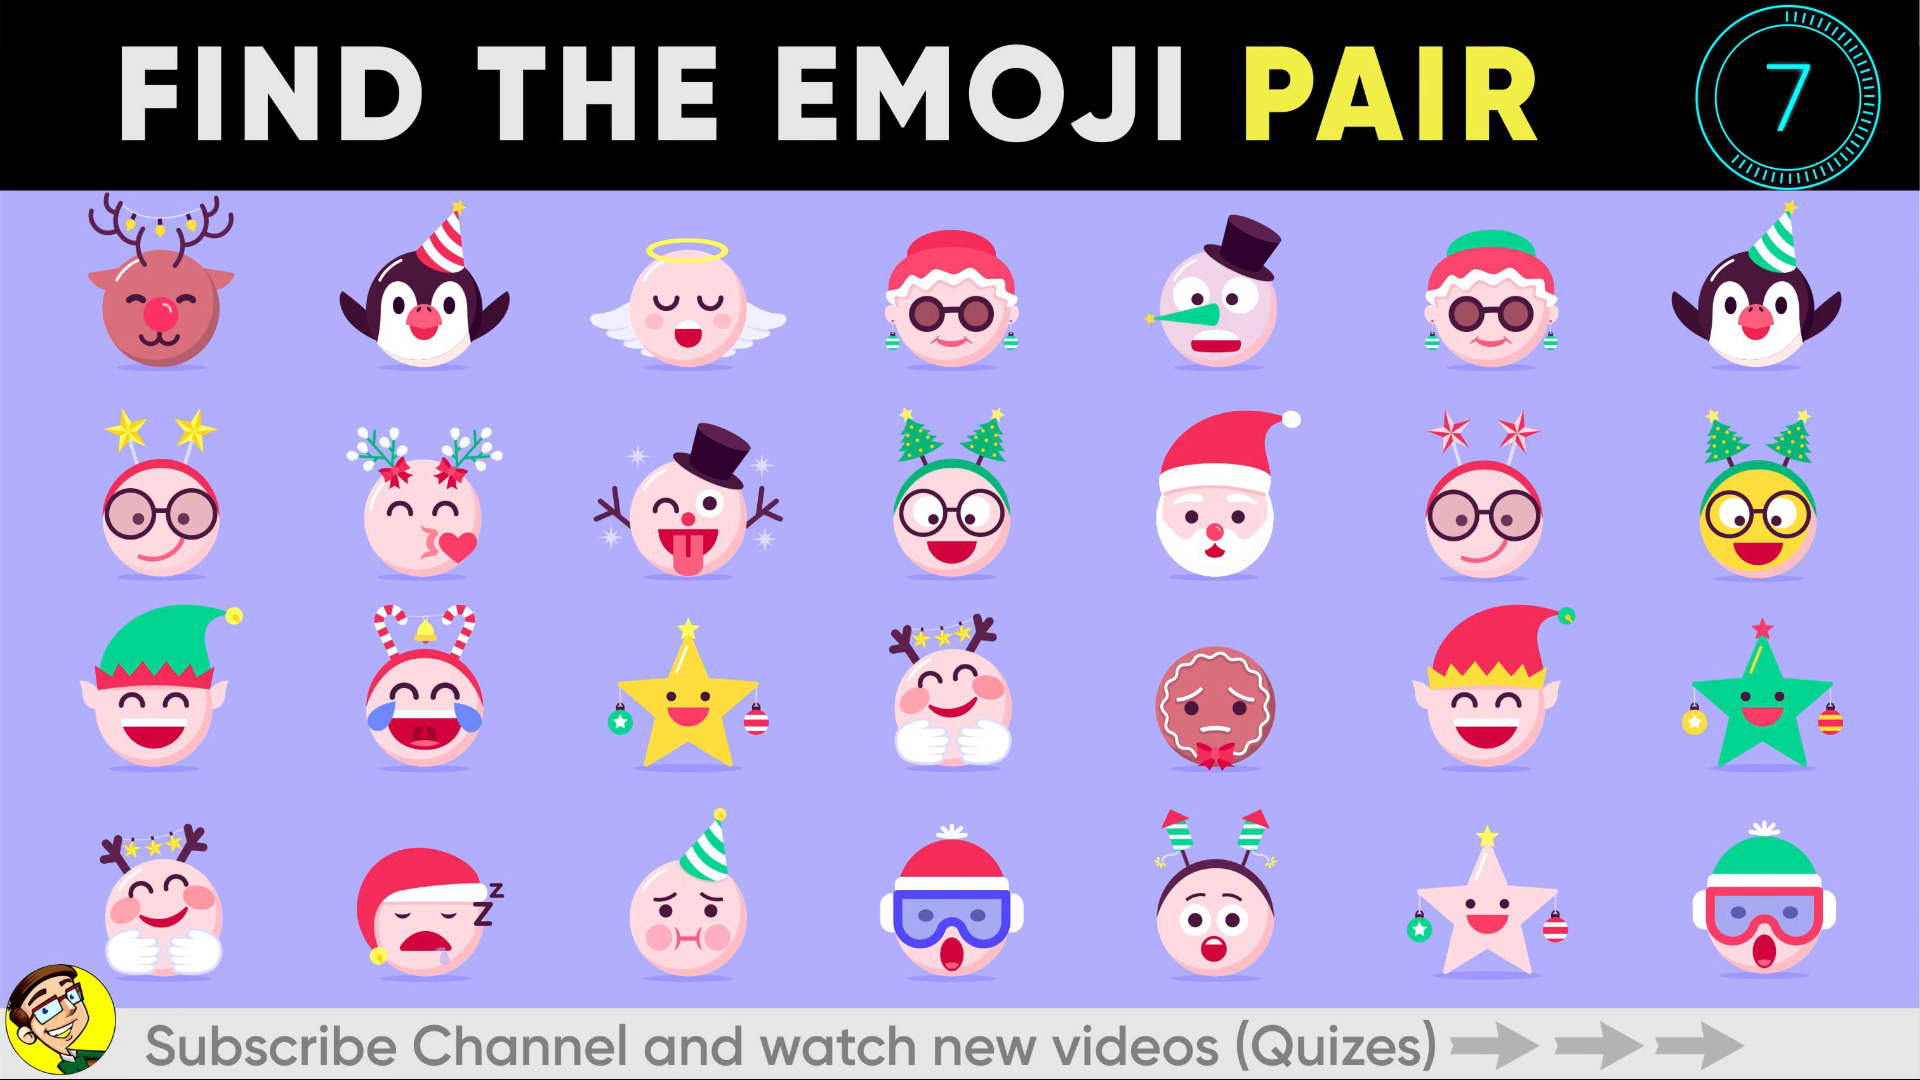 FIND THE EMOJI PAIR
7
z
Z
Subscribe Channel and watch new videos (Quizes)